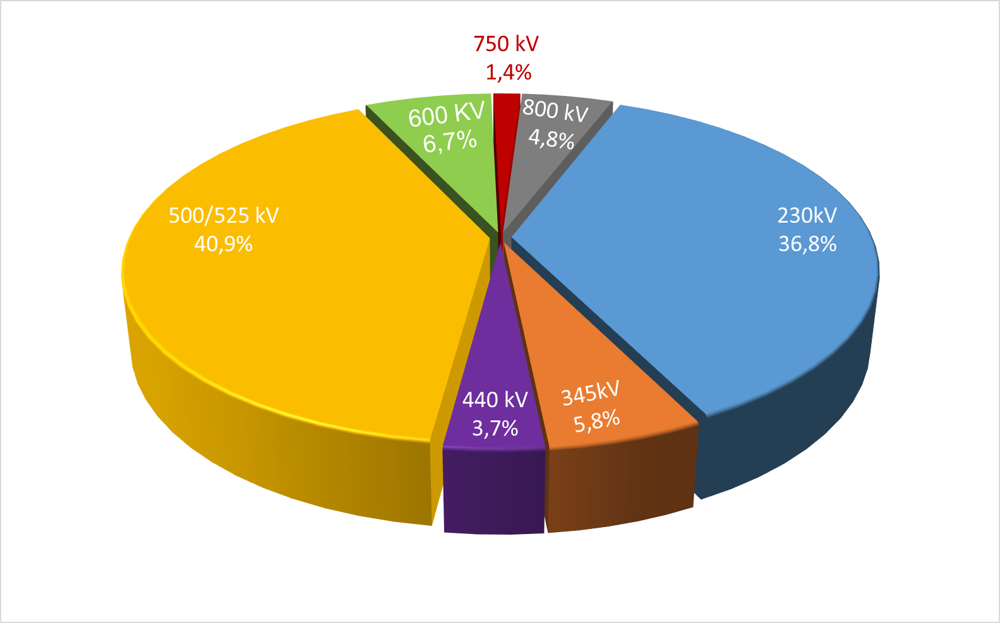 750 kV
1,4%
600 KV
6,7%
800 kV
4,8%
500/525 kV
40,9%
230kV
36,8%
440 kV
3,7%
345kV
5,8%